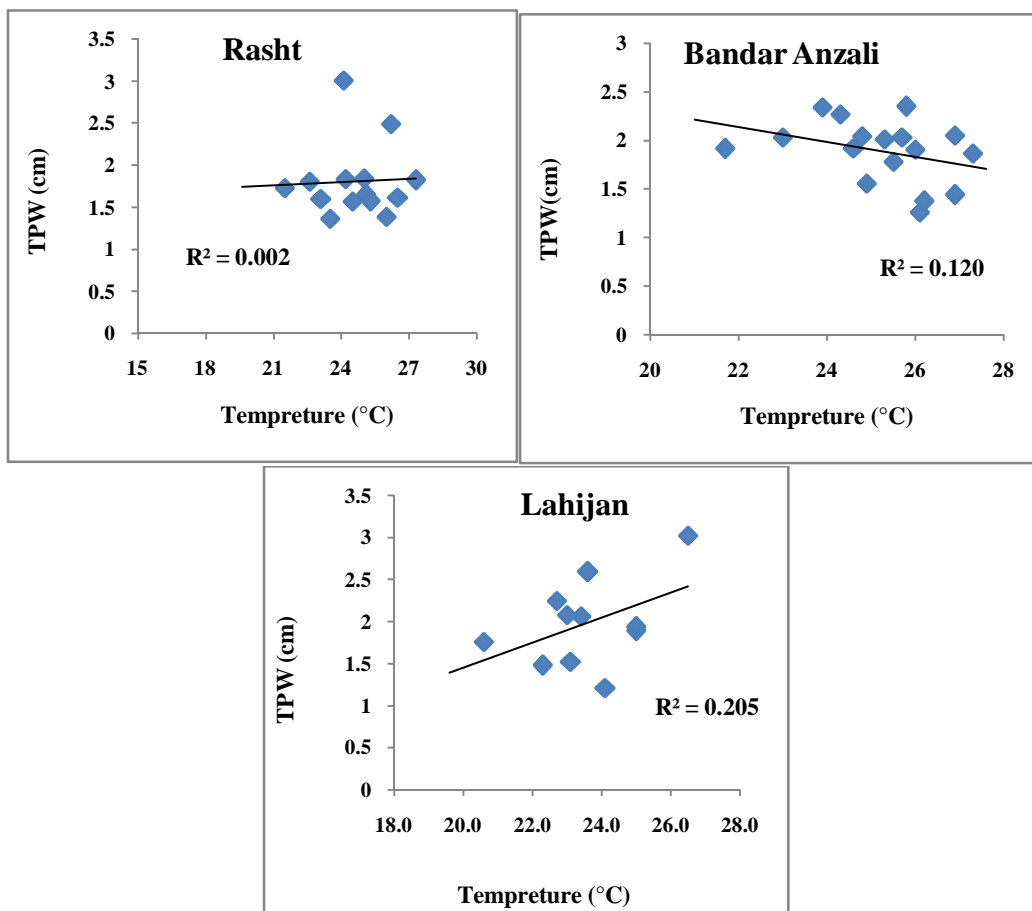 Rasht
3.5
3
2.5
2
1.5
1
0.5
0
TPW (cm)
R² = 0.002
15 18 21 24 27 30
Tempreture (°C)
Bandar Anzali
3
2.5
2
1.5
1
0.5
0
TPW(cm)
R² = 0.120
20 22 24 26 28
Tempreture (°C)
Lahijan
3.5
3
2.5
2
1.5
1
0.5
0
TPW (cm)
R² = 0.205
18.0 20.0 22.0 24.0 26.0 28.0
Tempreture (°C)